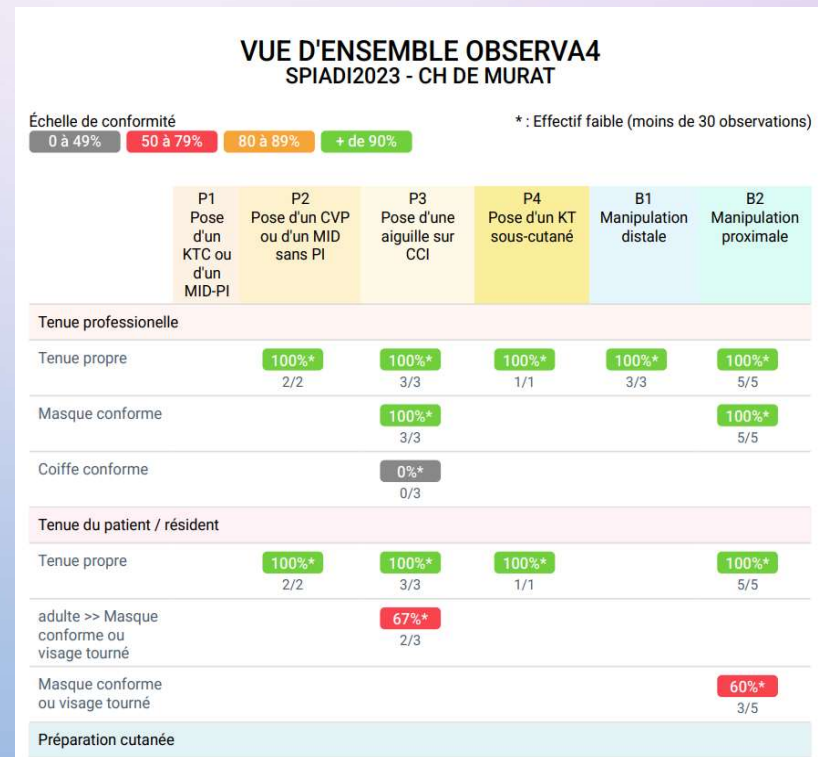 VUE D'ENSEMBLE OBSERVA4
SPIADI2023 - CH DE MURAT
Échelle de conformité
* : Effectif faible (moins de 30 observations)
0 à 49% 50 à 79% 80 à 89% + de 90%
P1
Pose
d'un
KTC ou
d'un
MID-PI
P2
Pose d'un CVP
ou d'un MID
sans PI
P3
Pose d'une
aiguille sur
CCI
P4
Pose d'un KT
sous-cutané
B1
Manipulation
distale
B2
Manipulation
proximale
Tenue professionelle
Tenue propre 100%* 100%* 100%* 100%* 100%*
2/2 3/3 1/1 3/3 5/5
Masque conforme 100%* 100%*
3/3 5/5
Coiffe conforme 0%*
0/3
Tenue du patient / résident
Tenue propre 100%* 100%* 100%* 100%*
2/2 3/3 1/1 5/5
adulte >> Masque
conforme ou
visage tourné
67%*
2/3
Masque conforme
ou visage tourné
60%*
3/5
Préparation cutanée